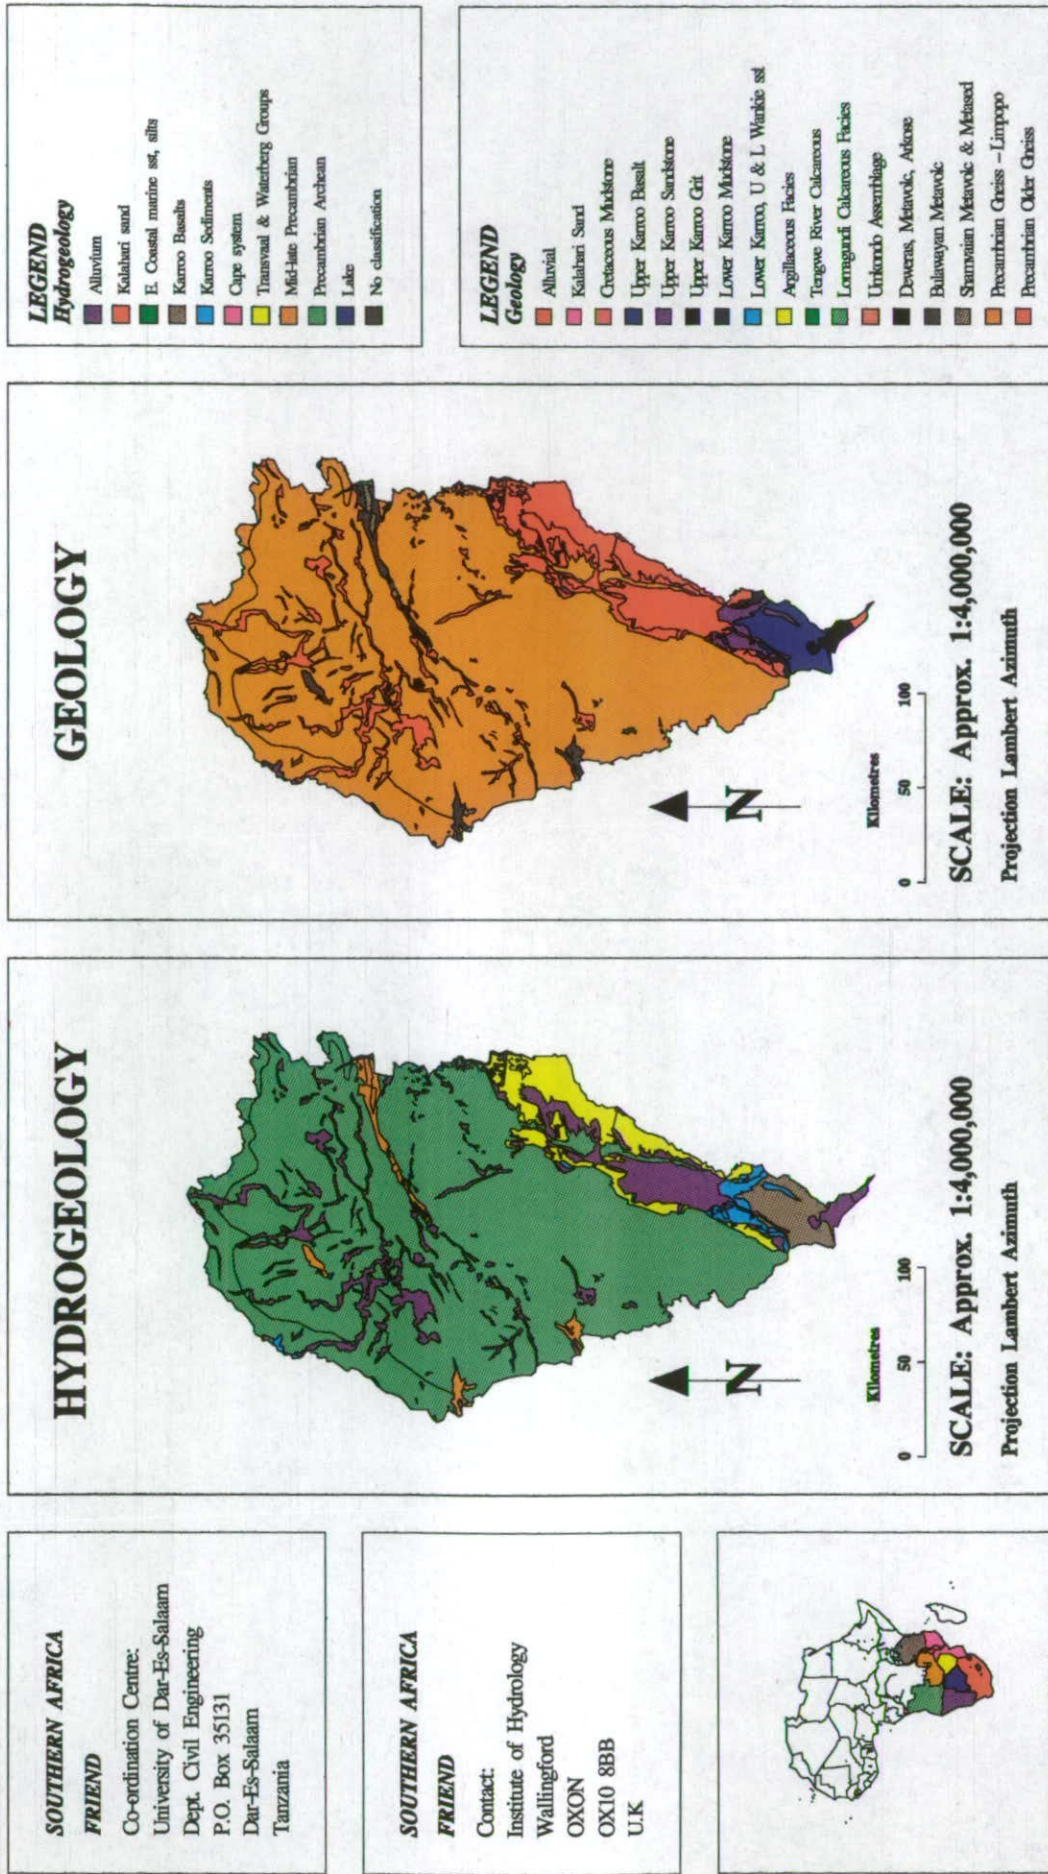 SOUTHERN AFRICA
FRIEND
Co-ordination Centre:
University of Dar-Es-Salaam
Dept. Civil Engineering
P.O. Box 35131
Dar-Es-Salaam
Tanzania
SOUTHERN AFRICA
FRIEND
Contact:
Institute of Hydrology
Wallingford
OXON
OX10 8BB
U.K
HYDROGEOLOGY
N
Kilometres
0 50 100
SCALE: Approx. 1:4,000,000
Projection Lambert Azimuth
GEOLOGY
N
Kilometres
0 50 100
SCALE: Approx. 1:4,000,000
Projection Lambert Azimuth
LEGEND
Hydrogeology
Alluvium
Kalahari sand
E. Coastal marine sst, silts
Karroo Basalts
Karroo Sediments
Cape system
Transvaal & Waterberg Groups
Mid-late Precambrian
Precambrian Archean
Lake
No classification
LEGEND
Geology
Alluvial
Kalahari Sand
Cretaceous Mudstone
Upper Karroo Basalt
Upper Karroo Sandstone
Upper Karroo Grit
Lower Karroo Mudstone
Lower Karroo, U & L Wankie sst
Argillaceous Facies
Tengwe River Calcareous
Lomagundi Calcareous Facies
Umkondo Assemblage
Deweras, Metavolc, Arkose
Bulawayan Metavolc
Shamvaian Metavolc & Metased
Precambrian Gneiss - Limpopo
Precambrian Older Gneiss